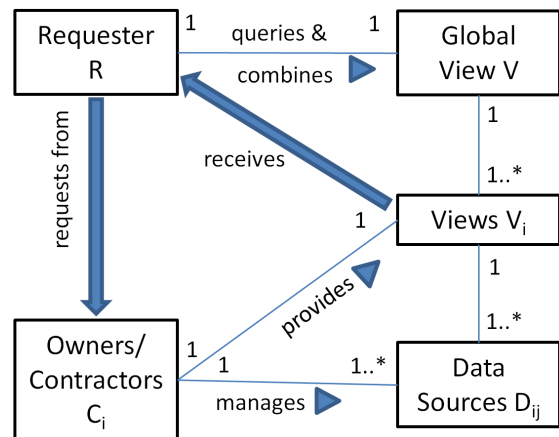 Requester
R
1
queries &
1
combines
Global
View V
1
1..*
receives
requests from
Views Vᵢ
1
1
provides
1..*
Owners/
Contractors
Cᵢ
1
1
1..*
manages
Data
Sources Dᵢⱼ